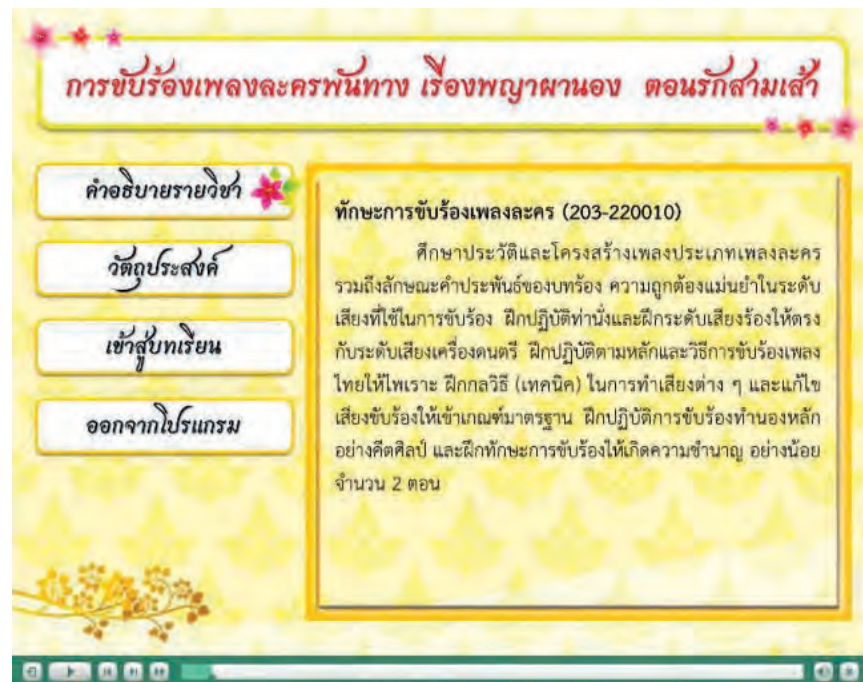 การขับร้องเพลงละครพันทาง เรื่องพญาผานอง ตอนรักสามเส้า
คำอธิบายรายวิชา
วัตถุประสงค์
เข้าสู่บทเรียน
ออกจากโปรแกรม
ทักษะการขับร้องเพลงละคร (203-220010)
ศึกษาประวัติและโครงสร้างเพลงประเภทเพลงละคร
รวมถึงลักษณะคำประพันธ์ของบทร้อง ความถูกต้องแม่นยำในระดับ
เสียงที่ใช้ในการขับร้อง ฝึกปฏิบัติท่านั่งและฝึกระดับเสียงร้องให้ตรง
กับระดับเสียงเครื่องดนตรี ฝึกปฏิบัติตามหลักและวิธีการขับร้องเพลง
ไทยให้ไพเราะ ฝึกกลวิธี (เทคนิค) ในการทำเสียงต่าง ๆ และแก้ไข
เสียงขับร้องให้เข้าเกณฑ์มาตรฐาน ฝึกปฏิบัติการขับร้องทำนองหลัก
อย่างคีตศิลป์ และฝึกทักษะการขับร้องให้เกิดความชำนาญ อย่างน้อย
จำนวน 2 ตอน